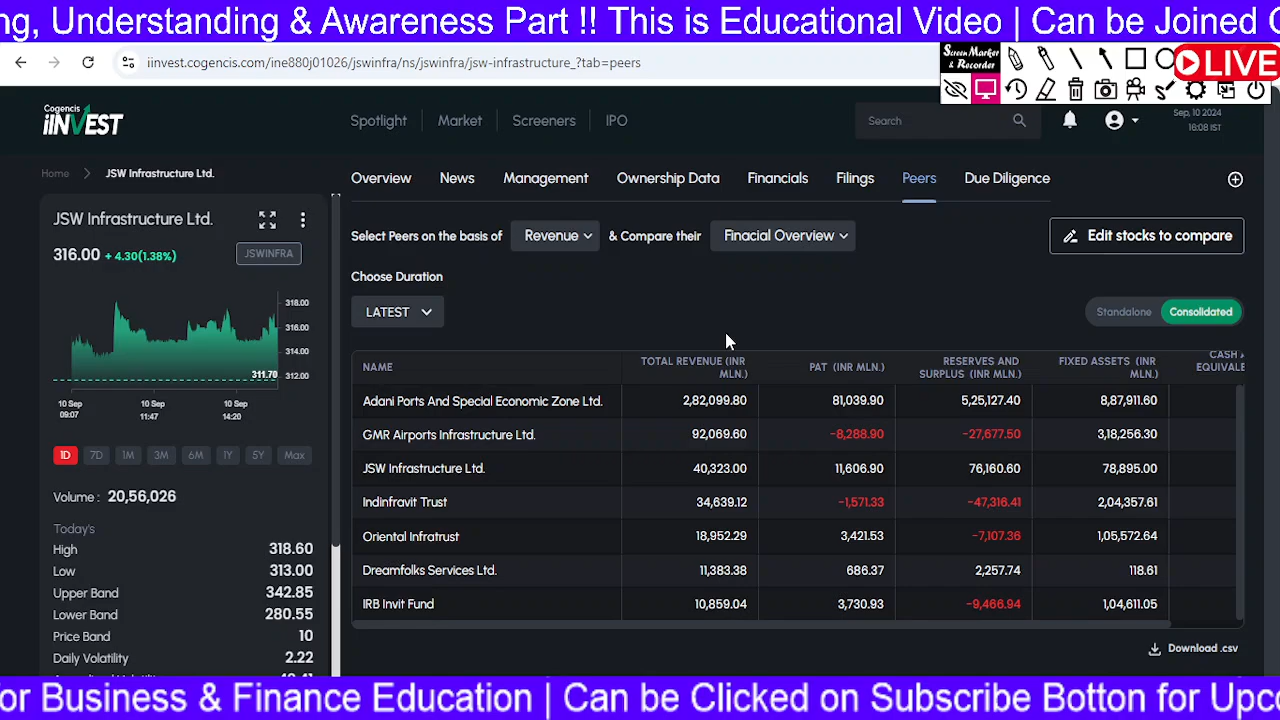 ng, Understanding & Awareness Part !! This is Educational Video | Can be Joined
iinvest.cogencis.com/ine880j01026/jswinfra/ns/jswinfra/jsw-infrastructure_?tab=peers
Screen Marker & Recorder
LIVE
Cogencis
iINVEST
Spotlight
Market
Screeners
IPO
Search
Sep, 10 2024
16:08 IST
Home
JSW Infrastructure Ltd.
Overview
News
Management
Ownership Data
Financials
Filings
Peers
Due Diligence
JSW Infrastructure Ltd.
316.00 + 4.30(1.38%)
JSWINFRA
318.00
316.00
314.00
311.70
312.00
10 Sep 09:07
10 Sep 11:47
10 Sep 14:20
1D 7D 1M 3M 6M 1Y 5Y Max
Volume : 20,56,026
Today's
High 318.60
Low 313.00
Upper Band 342.85
Lower Band 280.55
Price Band 10
Daily Volatility 2.22
Select Peers on the basis of Revenue & Compare their Finacial Overview
Edit stocks to compare
Choose Duration
LATEST
Standalone Consolidated
NAME TOTAL REVENUE (INR MLN.) PAT (INR MLN.) RESERVES AND SURPLUS (INR MLN.) FIXED ASSETS (INR MLN.) CASH
Adani Ports And Special Economic Zone Ltd. 2,82,099.80 81,039.90 5,25,127.40 8,87,911.60
GMR Airports Infrastructure Ltd. 92,069.60 -8,288.90 -27,677.50 3,18,256.30
JSW Infrastructure Ltd. 40,323.00 11,606.90 76,160.60 78,895.00
Indinfravit Trust 34,639.12 -1,571.33 -47,316.41 2,04,357.61
Oriental Infratrust 18,952.29 3,421.53 -7,107.36 1,05,572.64
Dreamfolks Services Ltd. 11,383.38 686.37 2,257.74 118.61
IRB Invit Fund 10,859.04 3,730.93 -9,466.94 1,04,611.05
Download .csv
for Business & Finance Education | Can be Clicked on Subscribe Botton for Upco